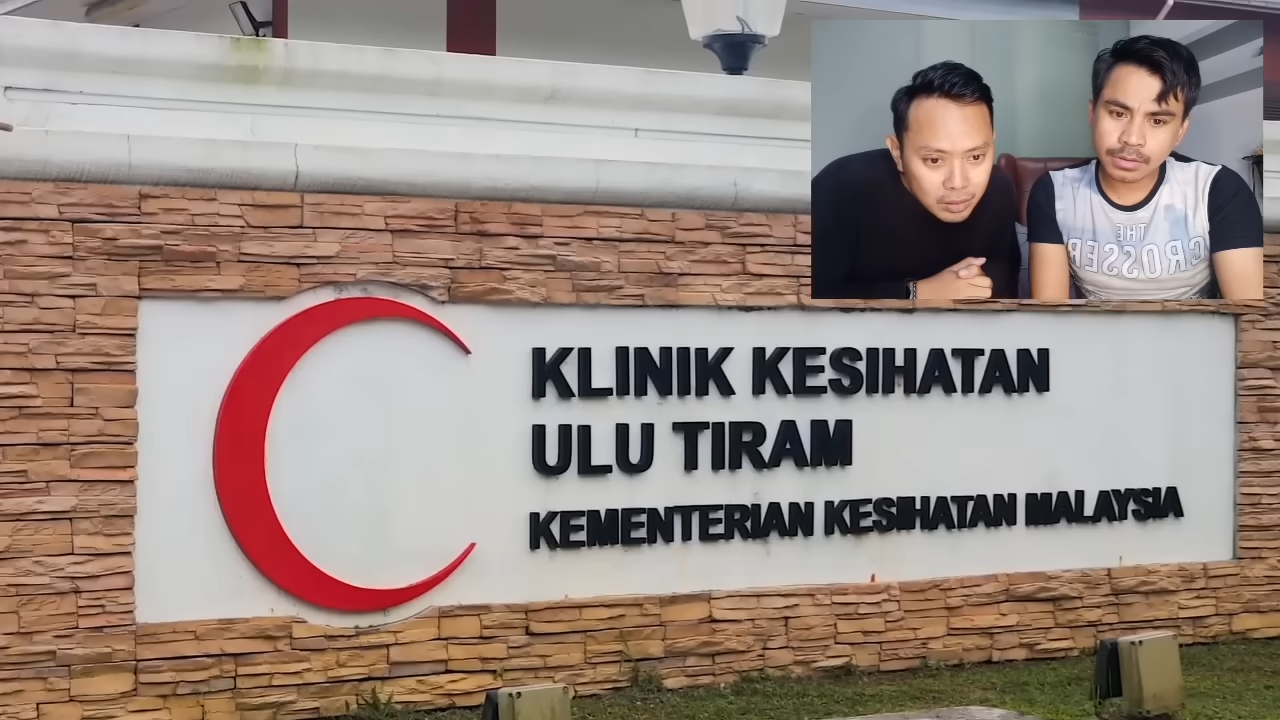 KLINIK KESIHATAN
ULU TIRAM
KEMENTERIAN KESIHATAN MALAYSIA
THE
CROSSER